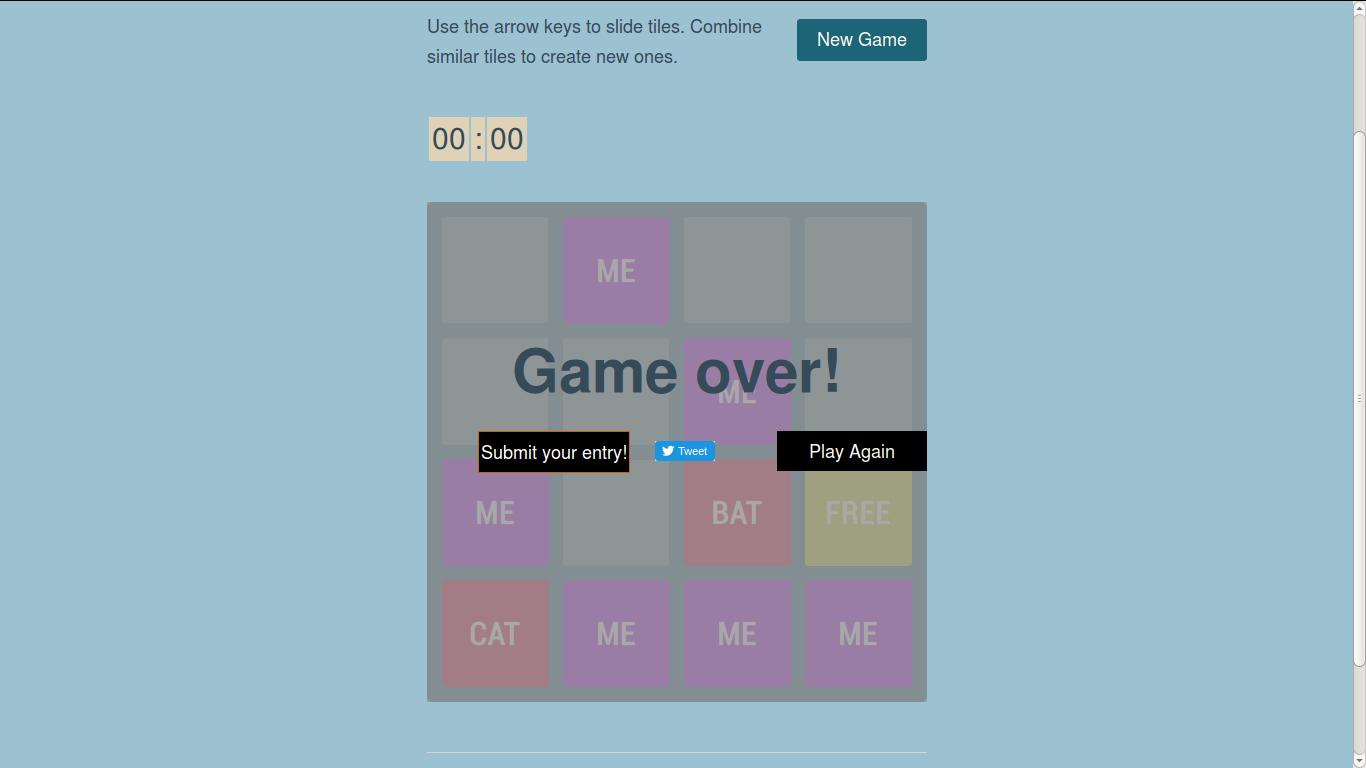 Use the arrow keys to slide tiles. Combine
similar tiles to create new ones.
New Game
00 : 00
ME
Game over!
ME
Submit your entry!
Tweet
Play Again
ME
BAT
FREE
CAT
ME
ME
ME